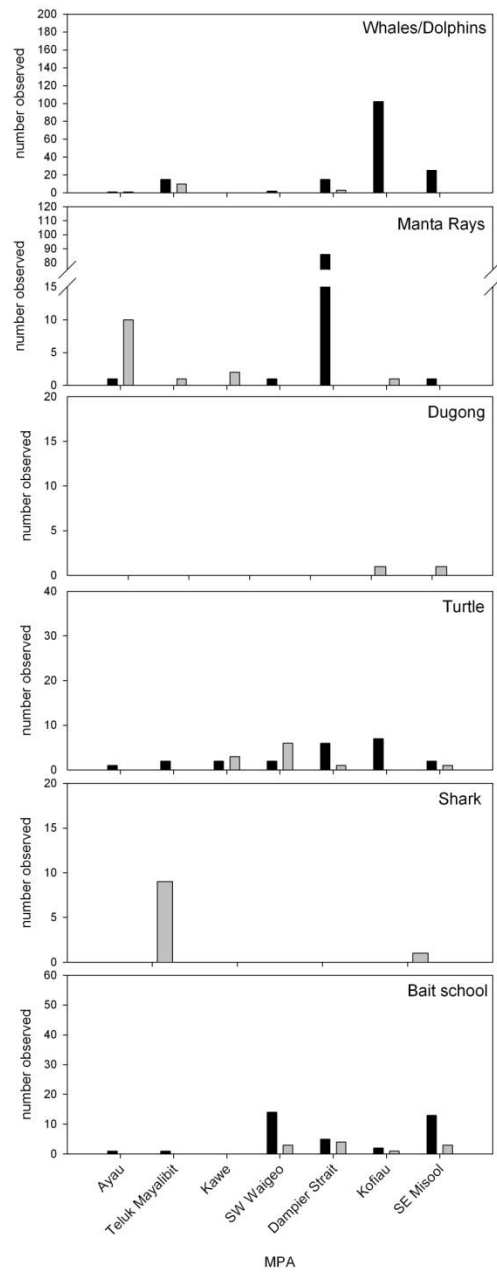 200
180
160
140
120
100
80
60
40
20
0
number observed
Whales/Dolphins
120
110
100
90
80
15
10
5
0
number observed
Manta Rays
20
15
10
5
0
number observed
Dugong
40
30
20
10
0
number observed
Turtle
20
15
10
5
0
number observed
Shark
60
50
40
30
20
10
0
number observed
Bait school
Ayau
Teluk Mayalibit
Kawe
SW Waigeo
Dampier Strait
Kofiau
SE Misool
MPA